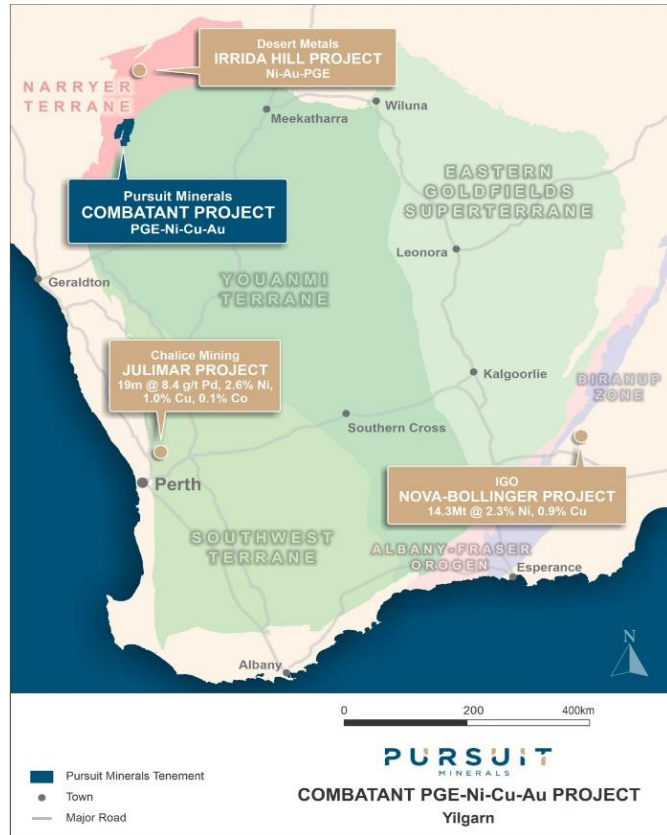 Desert Metals
IRRIDA HILL PROJECT
Ni-Au-PGE
NARRYER
TERRANE
Meekatharra
Wiluna
Pursuit Minerals
COMBATANT PROJECT
PGE-Ni-Cu-Au
EASTERN
GOLDFIELDS
SUPERTERRANE
Leonora
Geraldton
YOUANMI
TERRANE
Chalice Mining
JULIMAR PROJECT
19m @ 8.4 g/t Pd, 2.6% Ni,
1.0% Cu, 0.1% Co
Kalgoorlie
BIRANUP
ZONE
Southern Cross
Perth
IGO
NOVA-BOLLINGER PROJECT
14.3Mt @ 2.3% Ni, 0.9% Cu
SOUTHWEST
TERRANE
ALBANY-FRASER
OROGEN
Esperance
Albany
N
0 200 400km
Pursuit Minerals Tenement
Town
Major Road
PURSUIT
MINERALS
COMBATANT PGE-Ni-Cu-Au PROJECT
Yilgarn